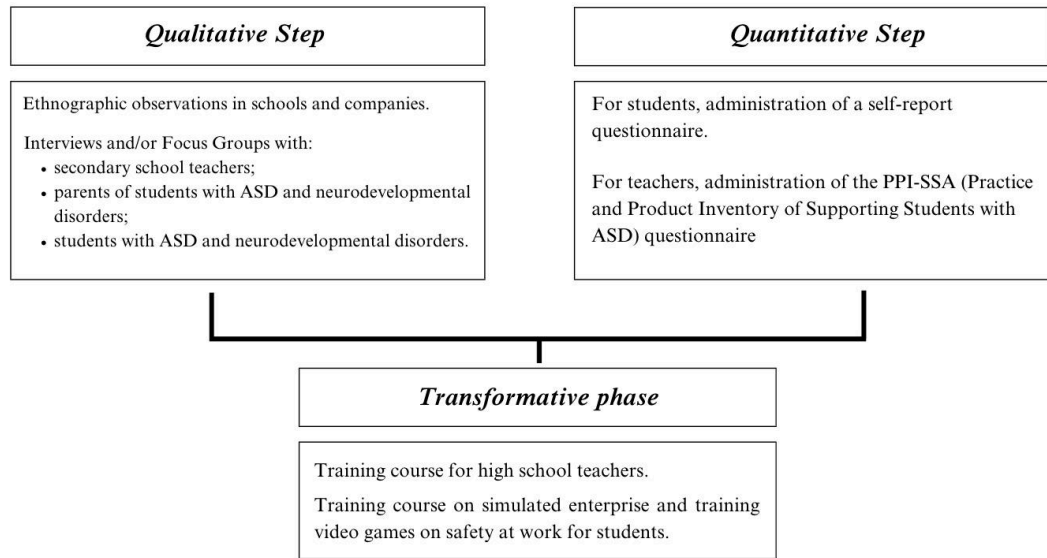 Qualitative Step
Ethnographic observations in schools and companies.
Interviews and/or Focus Groups with:
• secondary school teachers;
• parents of students with ASD and neurodevelopmental
disorders;
• students with ASD and neurodevelopmental disorders.
Quantitative Step
For students, administration of a self-report
questionnaire.
For teachers, administration of the PPI-SSA (Practice
and Product Inventory of Supporting Students with
ASD) questionnaire
Transformative phase
Training course for high school teachers.
Training course on simulated enterprise and training
video games on safety at work for students.